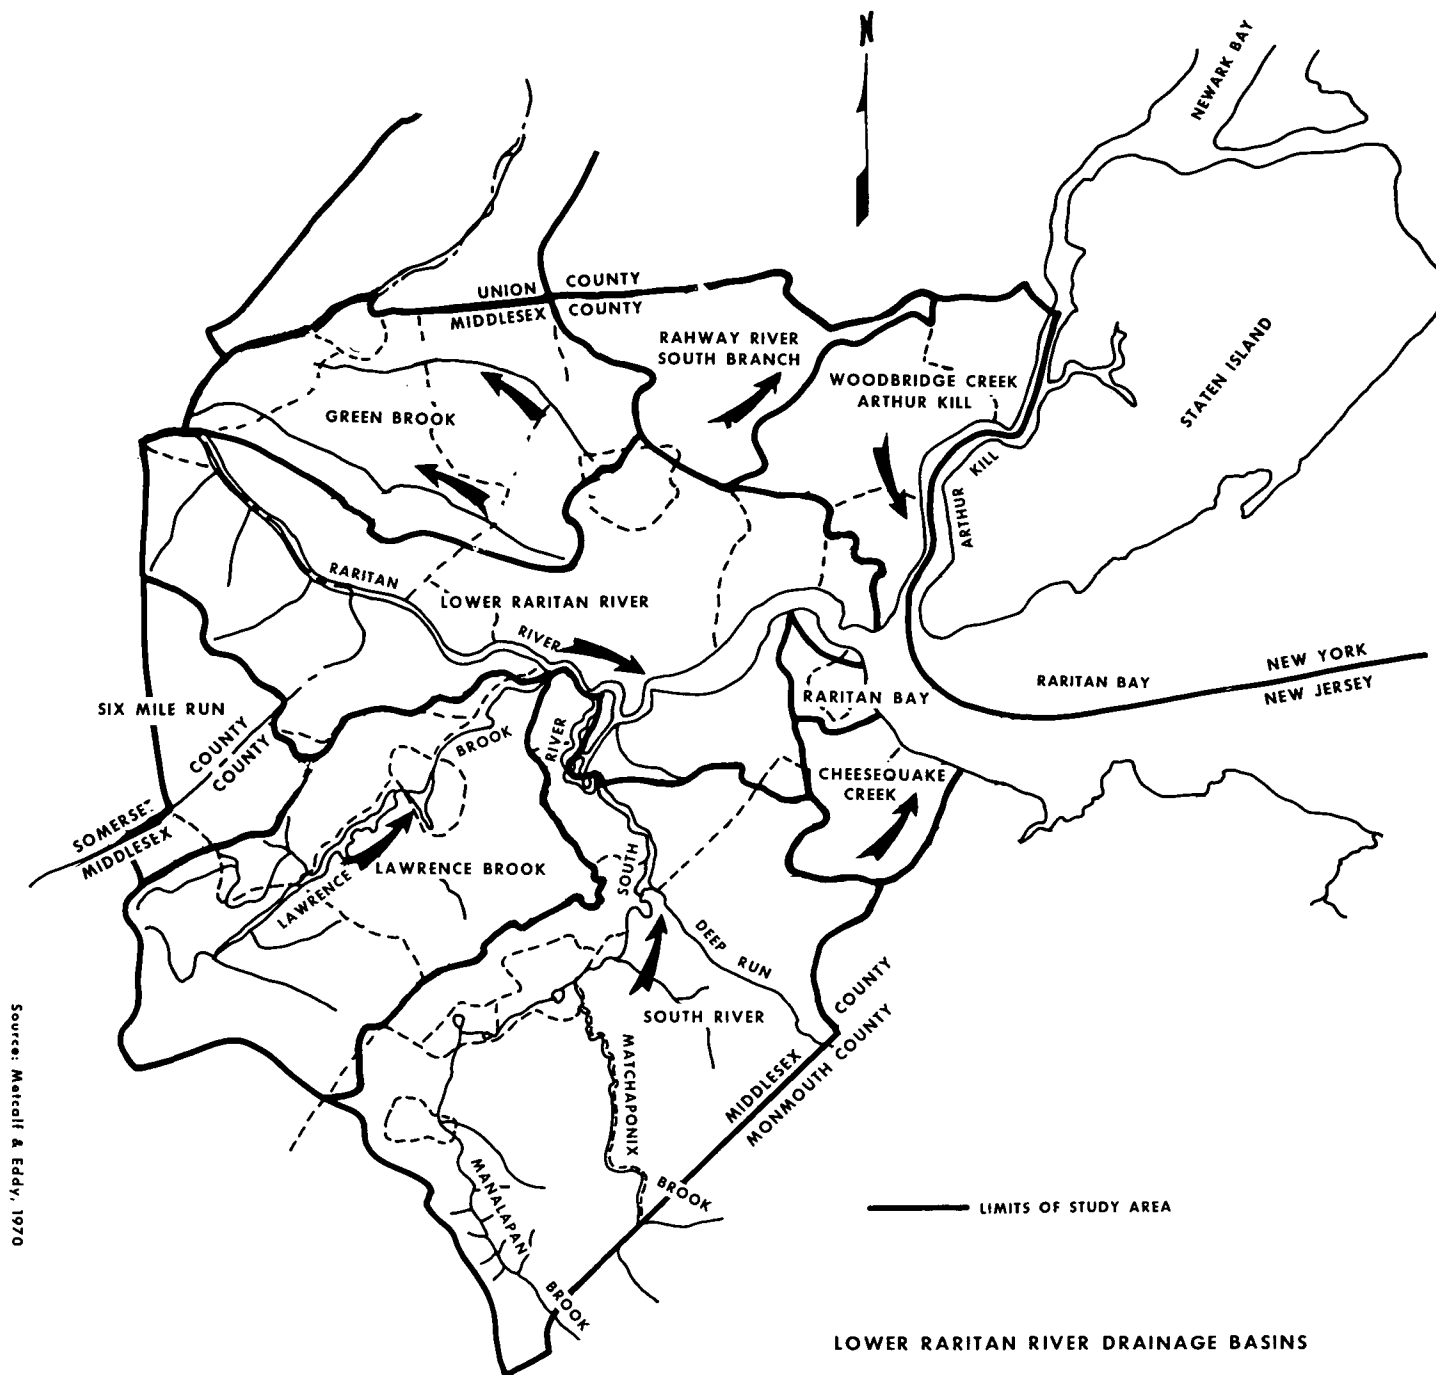 N
NEWARK BAY
UNION COUNTY
MIDDLESEX COUNTY
RAHWAY RIVER
SOUTH BRANCH
WOODBRIDGE CREEK
ARTHUR KILL
STATEN ISLAND
GREEN BROOK
ARTHUR KILL
RARITAN
RIVER
LOWER RARITAN RIVER
NEW YORK
NEW JERSEY
RARITAN BAY
RARITAN BAY
SIX MILE RUN
SOMERSET COUNTY
MIDDLESEX COUNTY
LAWRENCE
BROOK
RIVER
SOUTH
CHEESEQUAKE
CREEK
LAWRENCE BROOK
DEEP RUN
SOUTH RIVER
MIDDLESEX COUNTY
MONMOUTH COUNTY
MATCHAPONIX
BROOK
MANALAPAN
BROOK
LIMITS OF STUDY AREA
Source: Metcalf & Eddy, 1970
LOWER RARITAN RIVER DRAINAGE BASINS